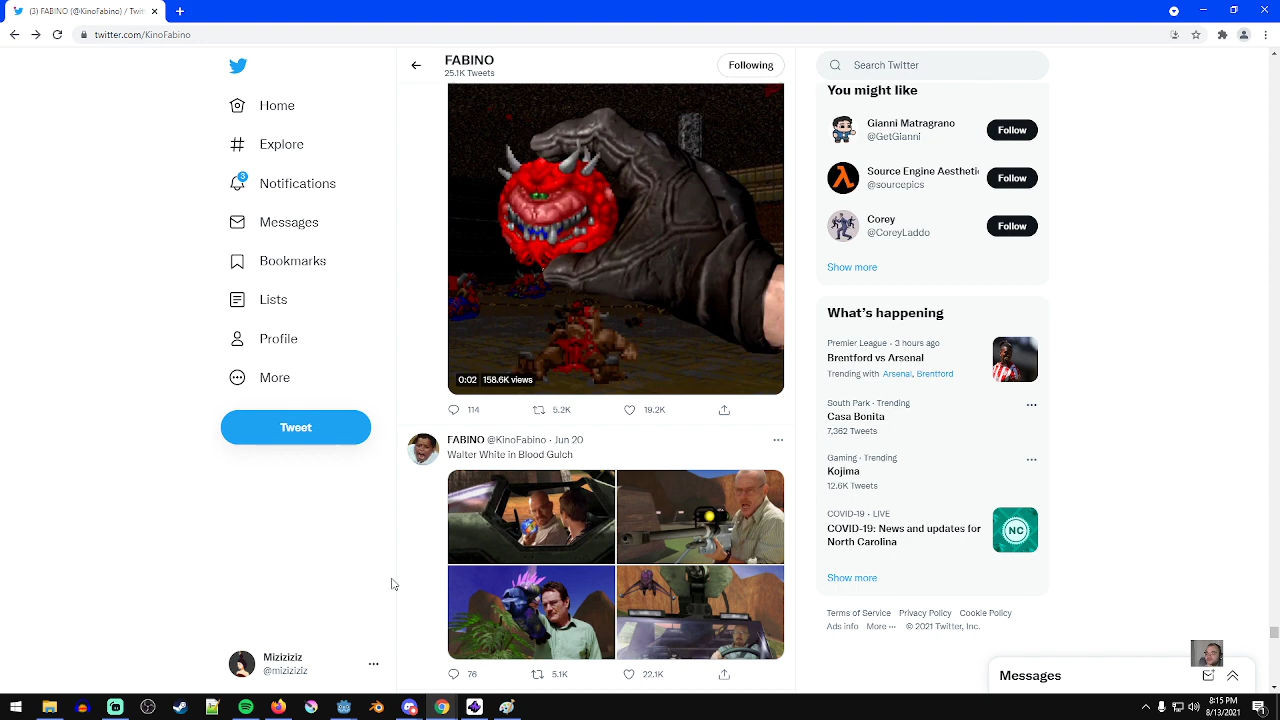 (3) FABINO (@KinoFabino) / Twitt
twitter.com/KinoFabino
Home
Explore
3
Notifications
Messages
Bookmarks
Lists
Profile
More
Tweet
Miziziziz
@miziziziz
FABINO
25.1K Tweets
Following
0:02 158.6K views
114 5.2K 19.2K
FABINO @KinoFabino · Jun 20
Walter White in Blood Gulch
76 5.1K 22.1K
Search Twitter
You might like
Gianni Matragrano
@GetGianni
Follow
Source Engine Aestheti
@sourcepics
Follow
Corey
@CoreyLaddo
Follow
Show more
What's happening
Premier League · 3 hours ago
Brentford vs Arsenal
Trending with Arsenal, Brentford
South Park · Trending
Casa Bonita
7,362 Tweets
Gaming · Trending
Kojima
12.6K Tweets
COVID-19 · LIVE
COVID-19: News and updates for
North Carolina
NC
Show more
Terms of Service Privacy Policy Cookie Policy
Ads info More ··· © 2021 Twitter, Inc.
Messages
8:15 PM
8/13/2021